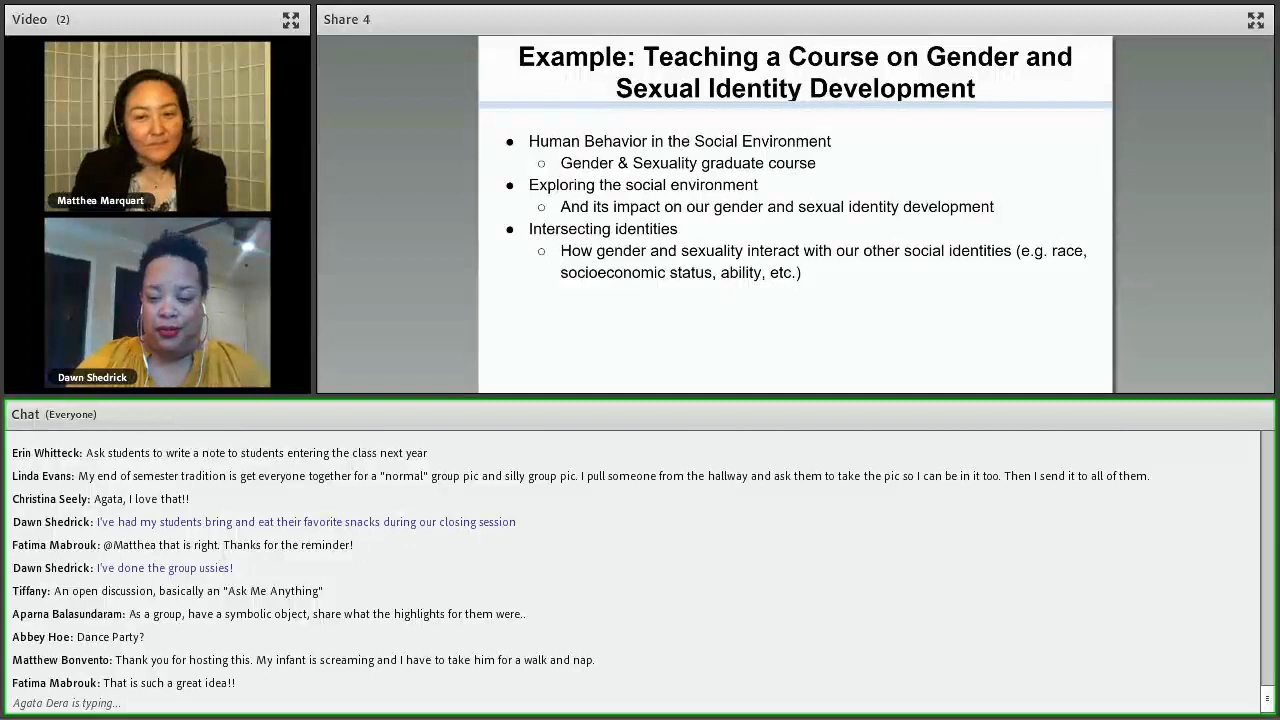 Video (2)
Matthea Marquart
Dawn Shedrick
Share 4
Example: Teaching a Course on Gender and
Sexual Identity Development
● Human Behavior in the Social Environment
○ Gender & Sexuality graduate course
● Exploring the social environment
○ And its impact on our gender and sexual identity development
● Intersecting identities
○ How gender and sexuality interact with our other social identities (e.g. race,
socioeconomic status, ability, etc.)
Chat (Everyone)
Erin Whitteck: Ask students to write a note to students entering the class next year
Linda Evans: My end of semester tradition is get everyone together for a "normal" group pic and silly group pic. I pull someone from the hallway and ask them to take the pic so I can be in it too. Then I send it to all of them.
Christina Seely: Agata, I love that!!
Dawn Shedrick: I've had my students bring and eat their favorite snacks during our closing session
Fatima Mabrouk: @Matthea that is right. Thanks for the reminder!
Dawn Shedrick: I've done the group ussies!
Tiffany: An open discussion, basically an "Ask Me Anything"
Aparna Balasundaram: As a group, have a symbolic object, share what the highlights for them were..
Abbey Hoe: Dance Party?
Matthew Bonvento: Thank you for hosting this. My infant is screaming and I have to take him for a walk and nap.
Fatima Mabrouk: That is such a great idea!!
Agata Dera is typing...